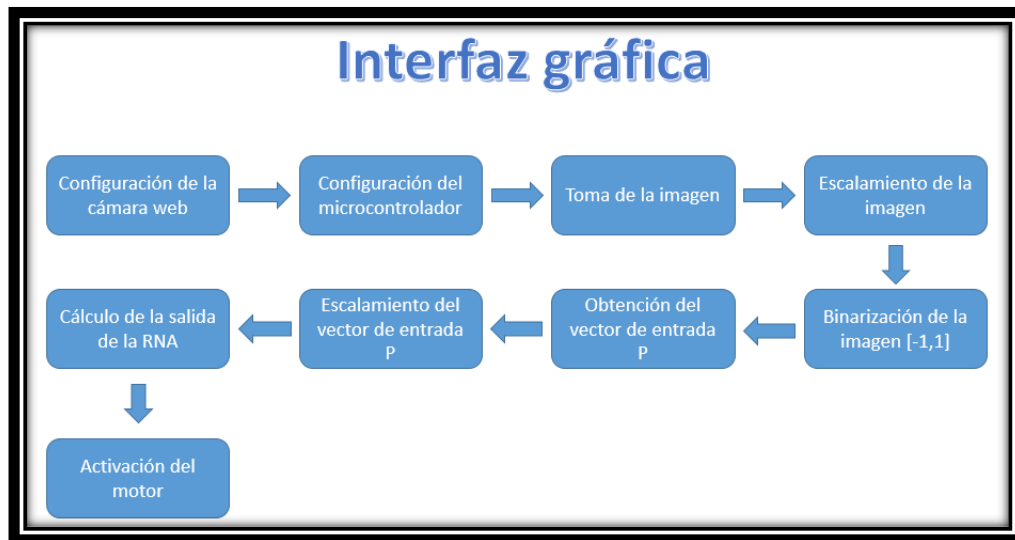 Interfaz gráfica
Configuración de la
cámara web
Configuración del
microcontrolador
Toma de la imagen
Escalamiento de la
imagen
Binarización de la
imagen [-1,1]
Obtención del
vector de entrada
P
Escalamiento del
vector de entrada
P
Cálculo de la salida
de la RNA
Activación del
motor